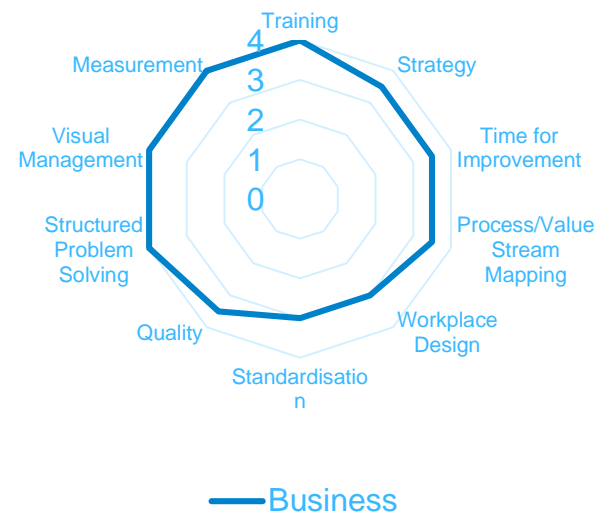 Training
4
Measurement
Strategy
3
Visual
Management
2
Time for
Improvement
1
0
Structured
Problem
Solving
Process/Value
Stream
Mapping
Quality
Workplace
Design
Standardisatio
n
Business